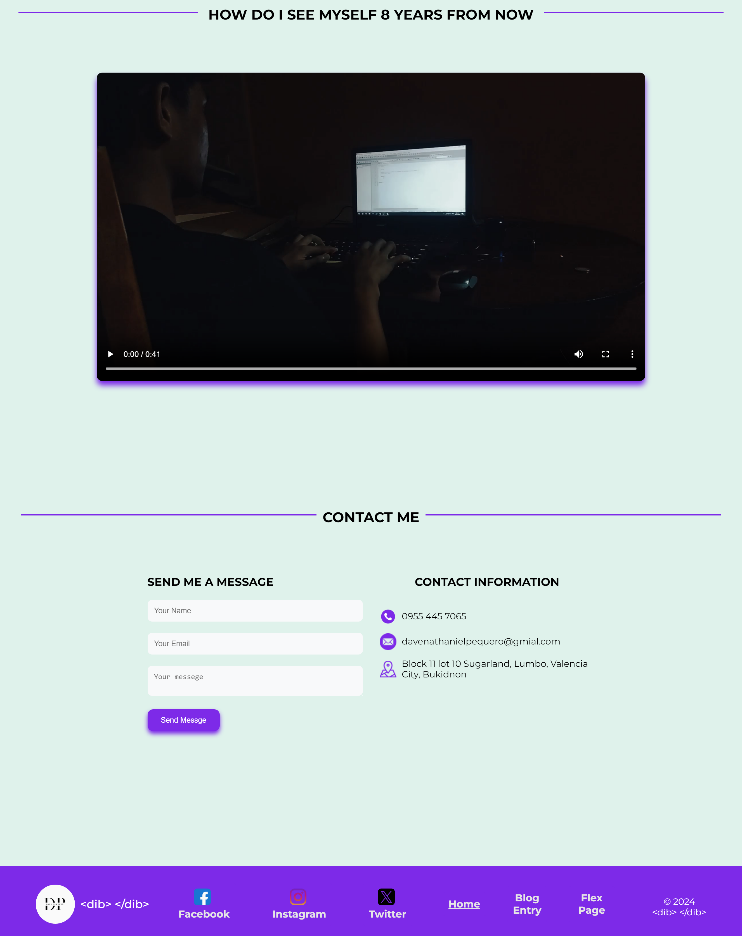 HOW DO I SEE MYSELF 8 YEARS FROM NOW
0:00 / 0:41
CONTACT ME
SEND ME A MESSAGE
Your Name
Your Email
Your message
Send Messge
CONTACT INFORMATION
0955 445 7065
davenathanielpequero@gmial.com
Block 11 lot 10 Sugarland, Lumbo, Valencia
City, Bukidnon
DP
<dib> </dib>
Facebook
Instagram
Twitter
Home
Blog
Entry
Flex
Page
© 2024
<dib> </dib>